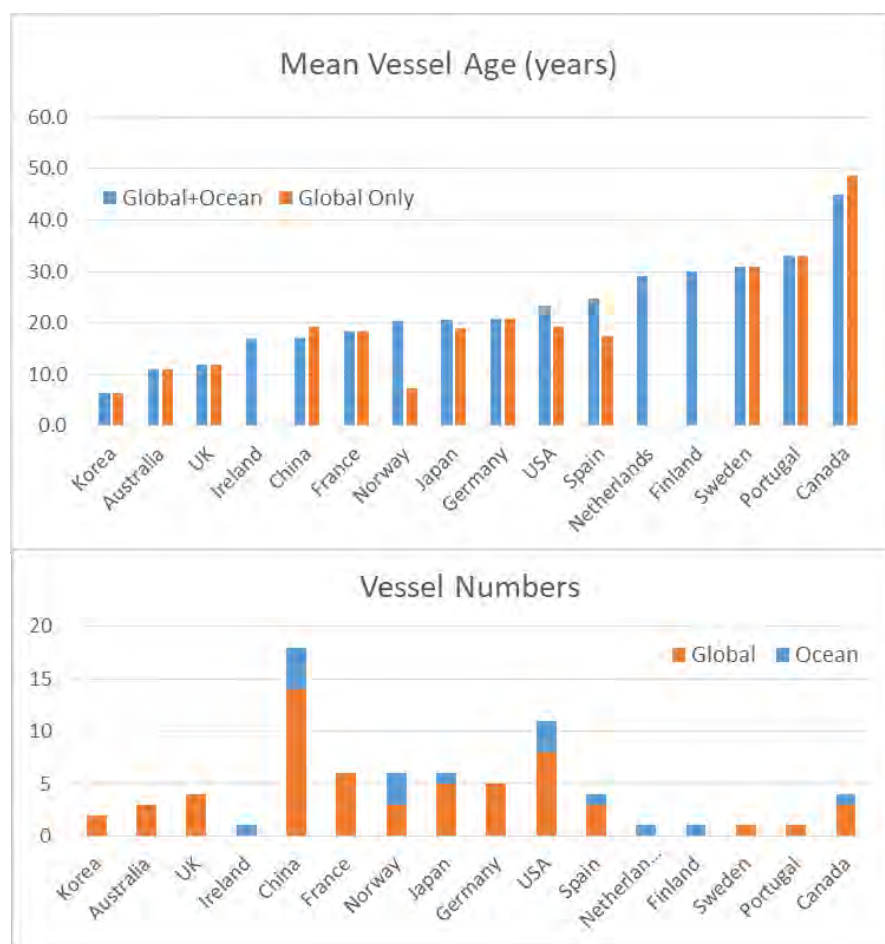 Mean Vessel Age (years)
60.0
50.0
Global+Ocean Global Only
40.0
30.0
20.0
10.0
0.0
Korea
Australia
UK
Ireland
China
France
Norway
Japan
Germany
USA
Spain
Netherlands
Finland
Sweden
Portugal
Canada
Vessel Numbers
20
Global Ocean
15
10
5
0
Korea
Australia
UK
Ireland
China
France
Norway
Japan
Germany
USA
Spain
Netherlan...
Finland
Sweden
Portugal
Canada